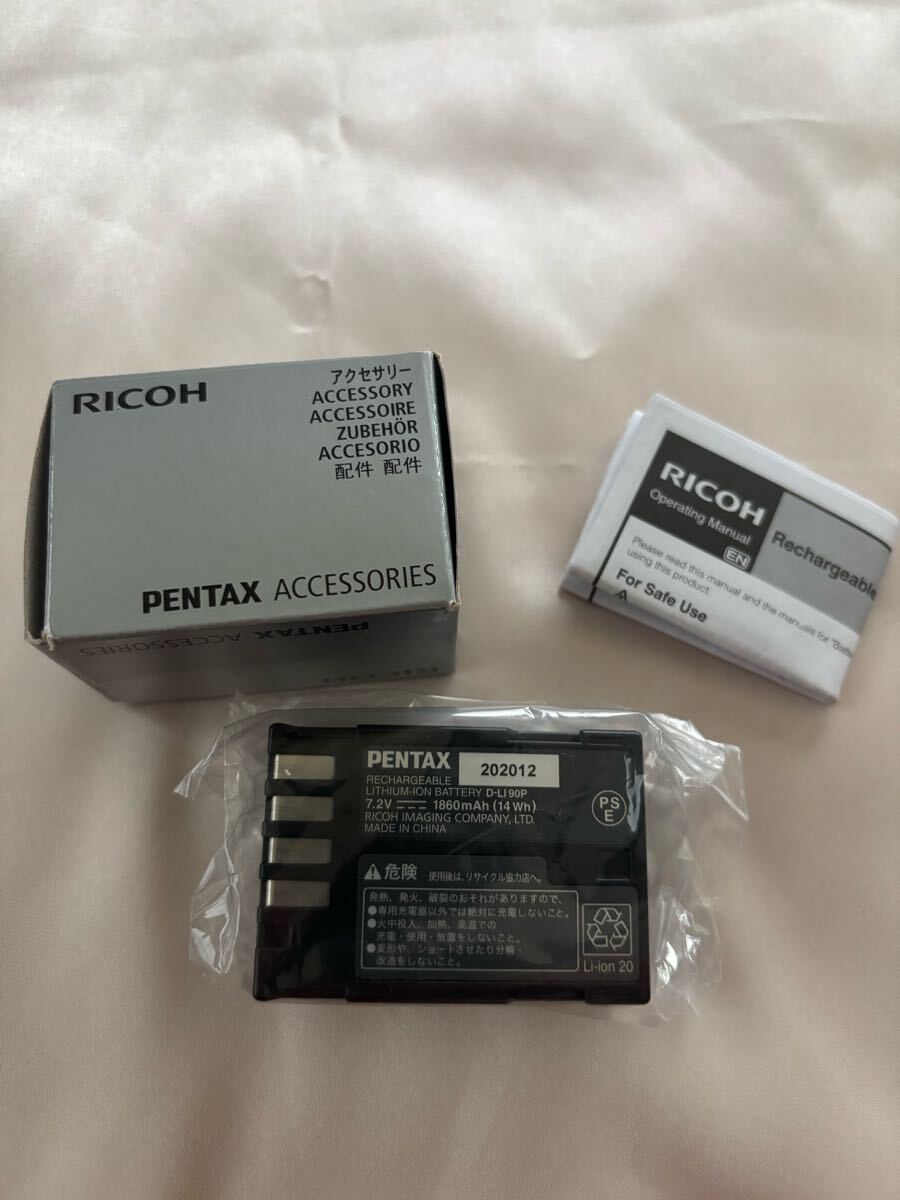 RICOH
アクセサリー
ACCESSORY
ACCESSOIRE
ZUBEHÖR
ACCESORIO
配件 配件
PENTAX ACCESSORIES
PENTAX ACCESSORIES
RICOH
RICOH
Operating Manual
EN
Rechargeable
Please read this manual and the manuals for "Batt
using this product.
For Safe Use
PENTAX
202012
RECHARGEABLE
LITHIUM-ION BATTERY D-LI90P
7.2V 1860mAh (14Wh)
RICOH IMAGING COMPANY, LTD.
MADE IN CHINA
PS
E
危険 使用後は、リサイクル協力店へ。
発熱、発火、破裂のおそれがありますので、
●専用充電器以外では絶対に充電しないこと。
●火中投入、加熱、高温での
充電・使用・放置をしないこと。
●変形や、ショートさせたり分解・
改造をしないこと。
Li-ion 20